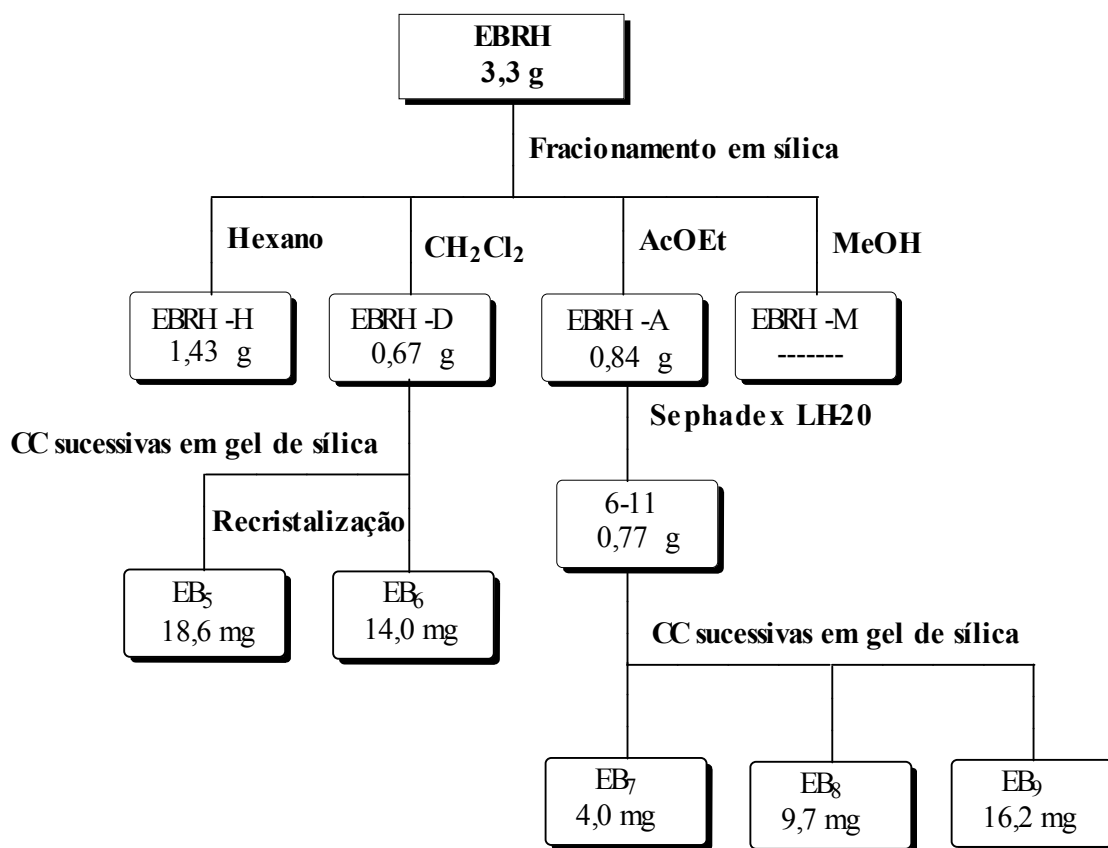 EBRH
3,3 g
Fracionamento em sílica
Hexano
CH₂Cl₂
AcOEt
MeOH
EBRH -H
1,43 g
EBRH -D
0,67 g
EBRH -A
0,84 g
EBRH -M
-------
Sephadex LH-20
CC sucessivas em gel de sílica
Recristalização
6-11
0,77 g
EB₅
18,6 mg
EB₆
14,0 mg
CC sucessivas em gel de sílica
EB₇
4,0 mg
EB₈
9,7 mg
EB₉
16,2 mg